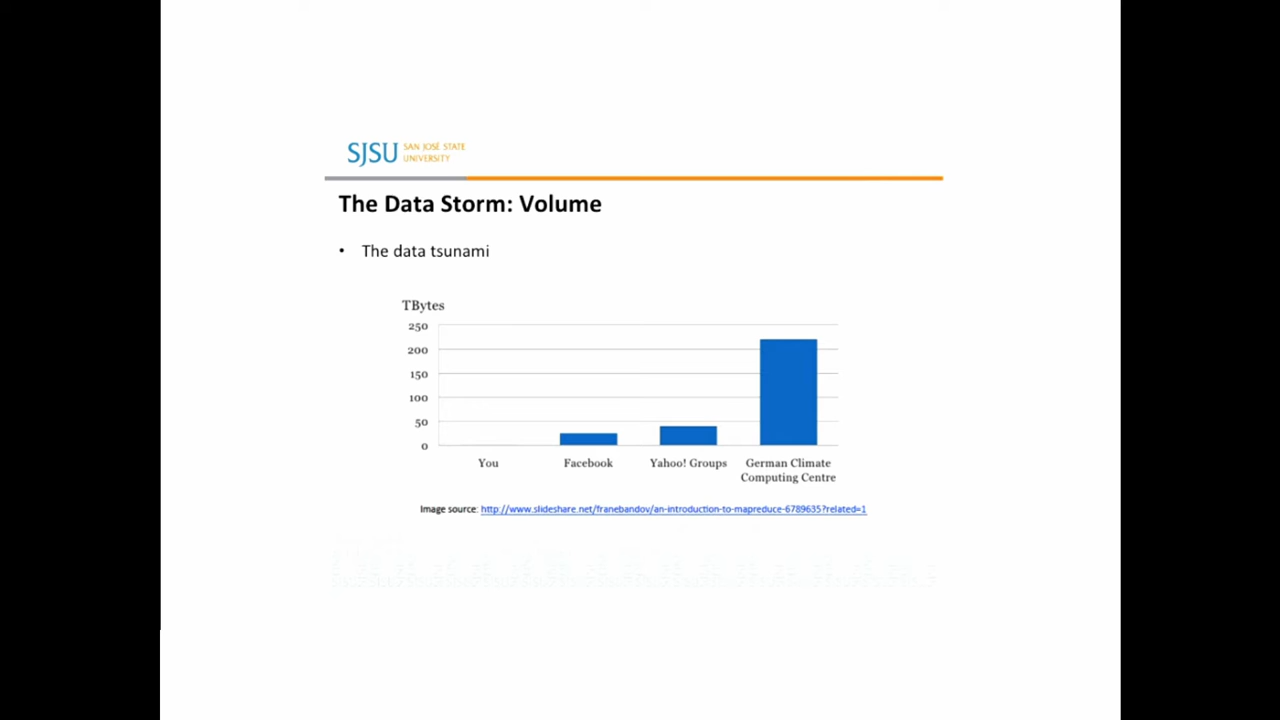 SJSU SAN JOSÉ STATE
UNIVERSITY
The Data Storm: Volume
• The data tsunami
TBytes
250
200
150
100
50
0
You
Facebook
Yahoo! Groups
German Climate
Computing Centre
Image source: http://www.slideshare.net/franebandov/an-introduction-to-mapreduce-6789635?related=1